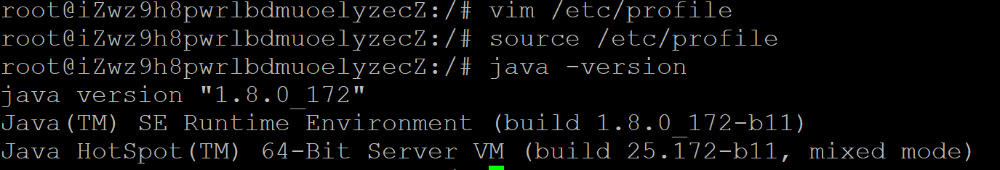 root@iZwz9h8pwrlbdmuoelyzecZ:/# vim /etc/profile
root@iZwz9h8pwrlbdmuoelyzecZ:/# source /etc/profile
root@iZwz9h8pwrlbdmuoelyzecZ:/# java -version
java version "1.8.0_172"
Java(TM) SE Runtime Environment (build 1.8.0_172-b11)
Java HotSpot(TM) 64-Bit Server VM (build 25.172-b11, mixed mode)